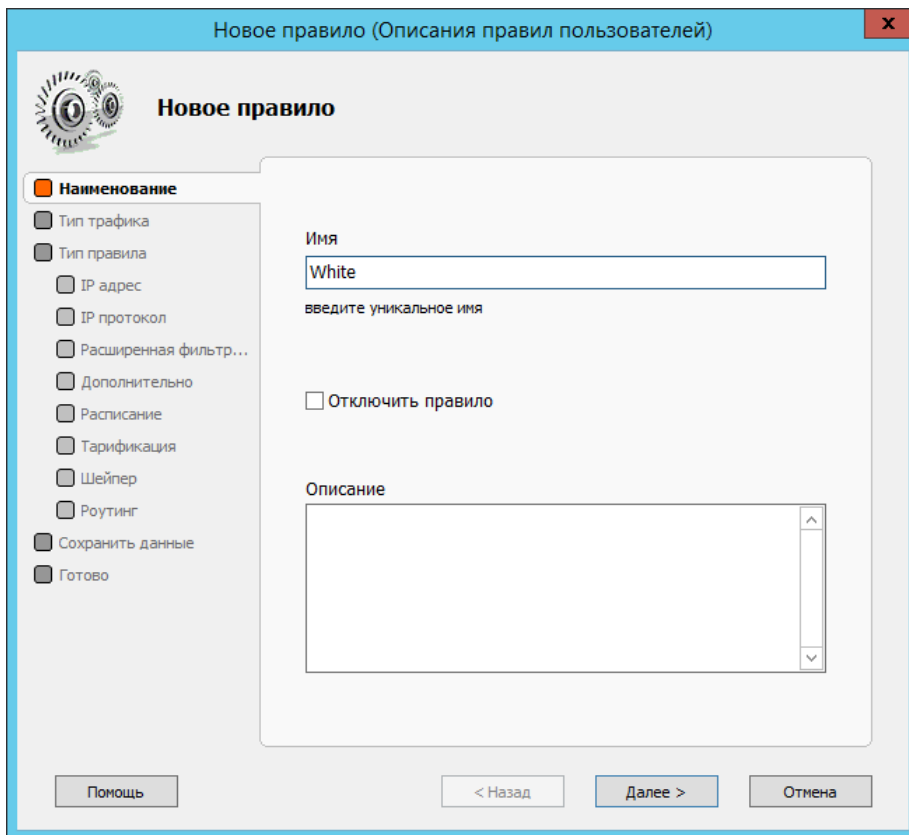 Новое правило (Описания правил пользователей)
x
Новое правило
Наименование
Тип трафика
Тип правила
IP адрес
IP протокол
Расширенная фильтр...
Дополнительно
Расписание
Тарификация
Шейпер
Роутинг
Сохранить данные
Готово
Имя
White
введите уникальное имя
Отключить правило
Описание
Помощь
< Назад
Далее >
Отмена